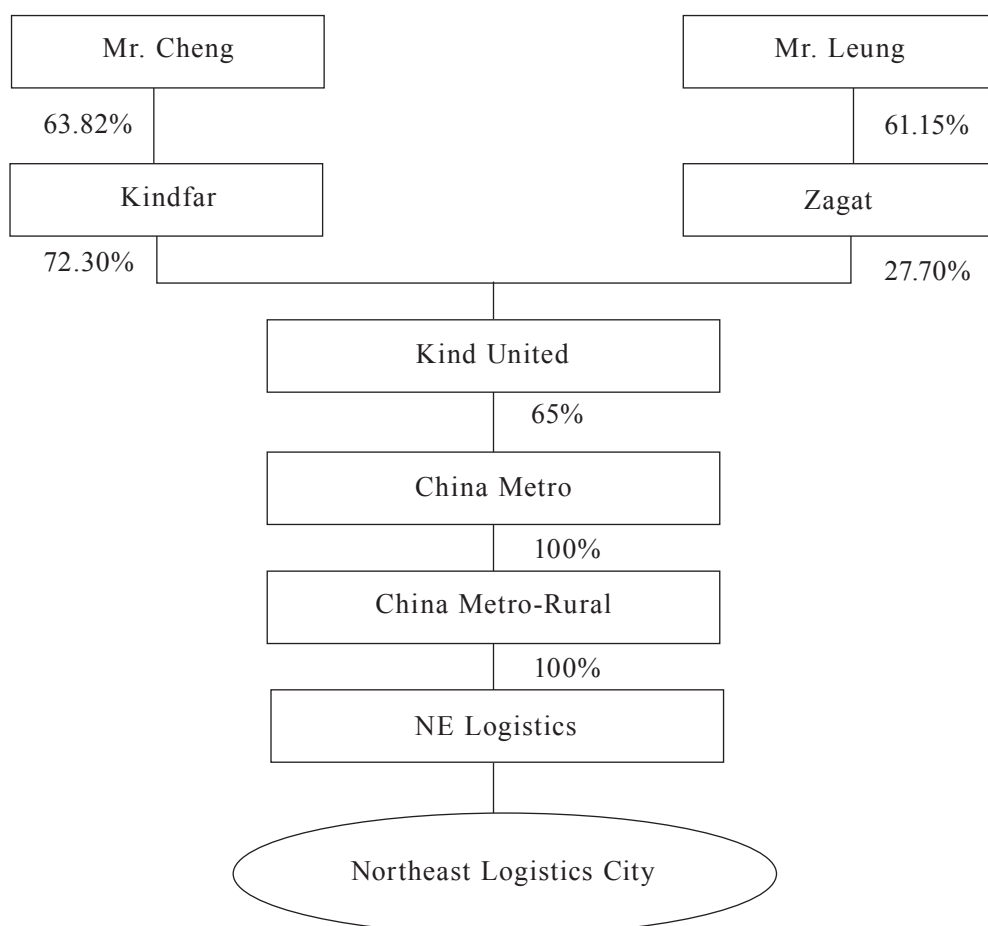 Mr. Cheng
Mr. Leung
63.82%
61.15%
Kindfar
Zagat
72.30%
27.70%
Kind United
65%
China Metro
100%
China Metro-Rural
100%
NE Logistics
Northeast Logistics City